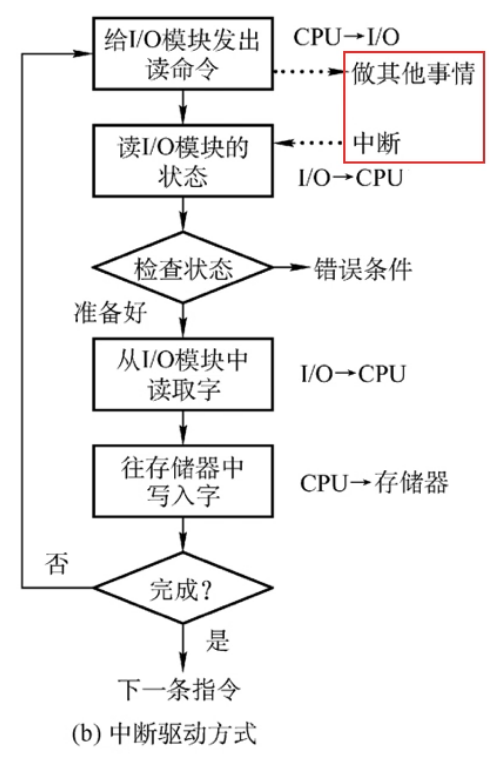 给I/O模块发出
读命令
CPU→I/O
做其他事情
中断
读I/O模块的
状态
I/O→CPU
检查状态
错误条件
准备好
从I/O模块中
读取字
I/O→CPU
往存储器中
写入字
CPU→存储器
否
完成?
是
下一条指令
(b) 中断驱动方式